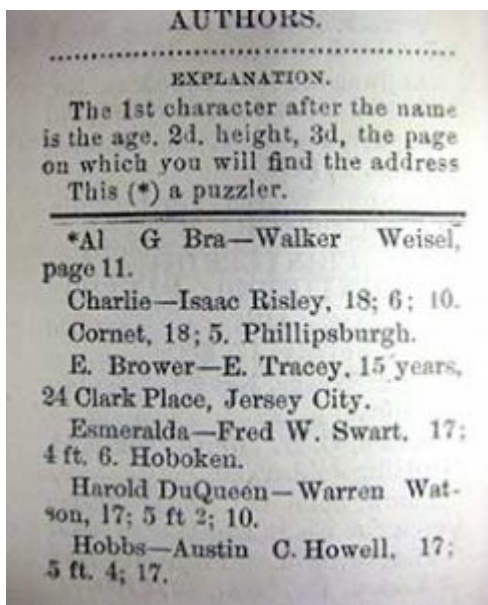 AUTHORS.
EXPLANATION.
The 1st character after the name
is the age. 2d. height, 3d, the page
on which you will find the address
This (*) a puzzler.
*Al G Bra—Walker Weisel,
page 11.
Charlie—Isaac Risley, 18; 6; 10.
Cornet, 18; 5. Phillipsburgh.
E. Brower—E. Tracey, 15 years,
24 Clark Place, Jersey City.
Esmeralda—Fred W. Swart. 17;
4 ft. 6. Hoboken.
Harold DuQueen—Warren Wat-
son, 17; 5 ft 2; 10.
Hobbs—Austin C. Howell, 17;
5 ft. 4; 17.